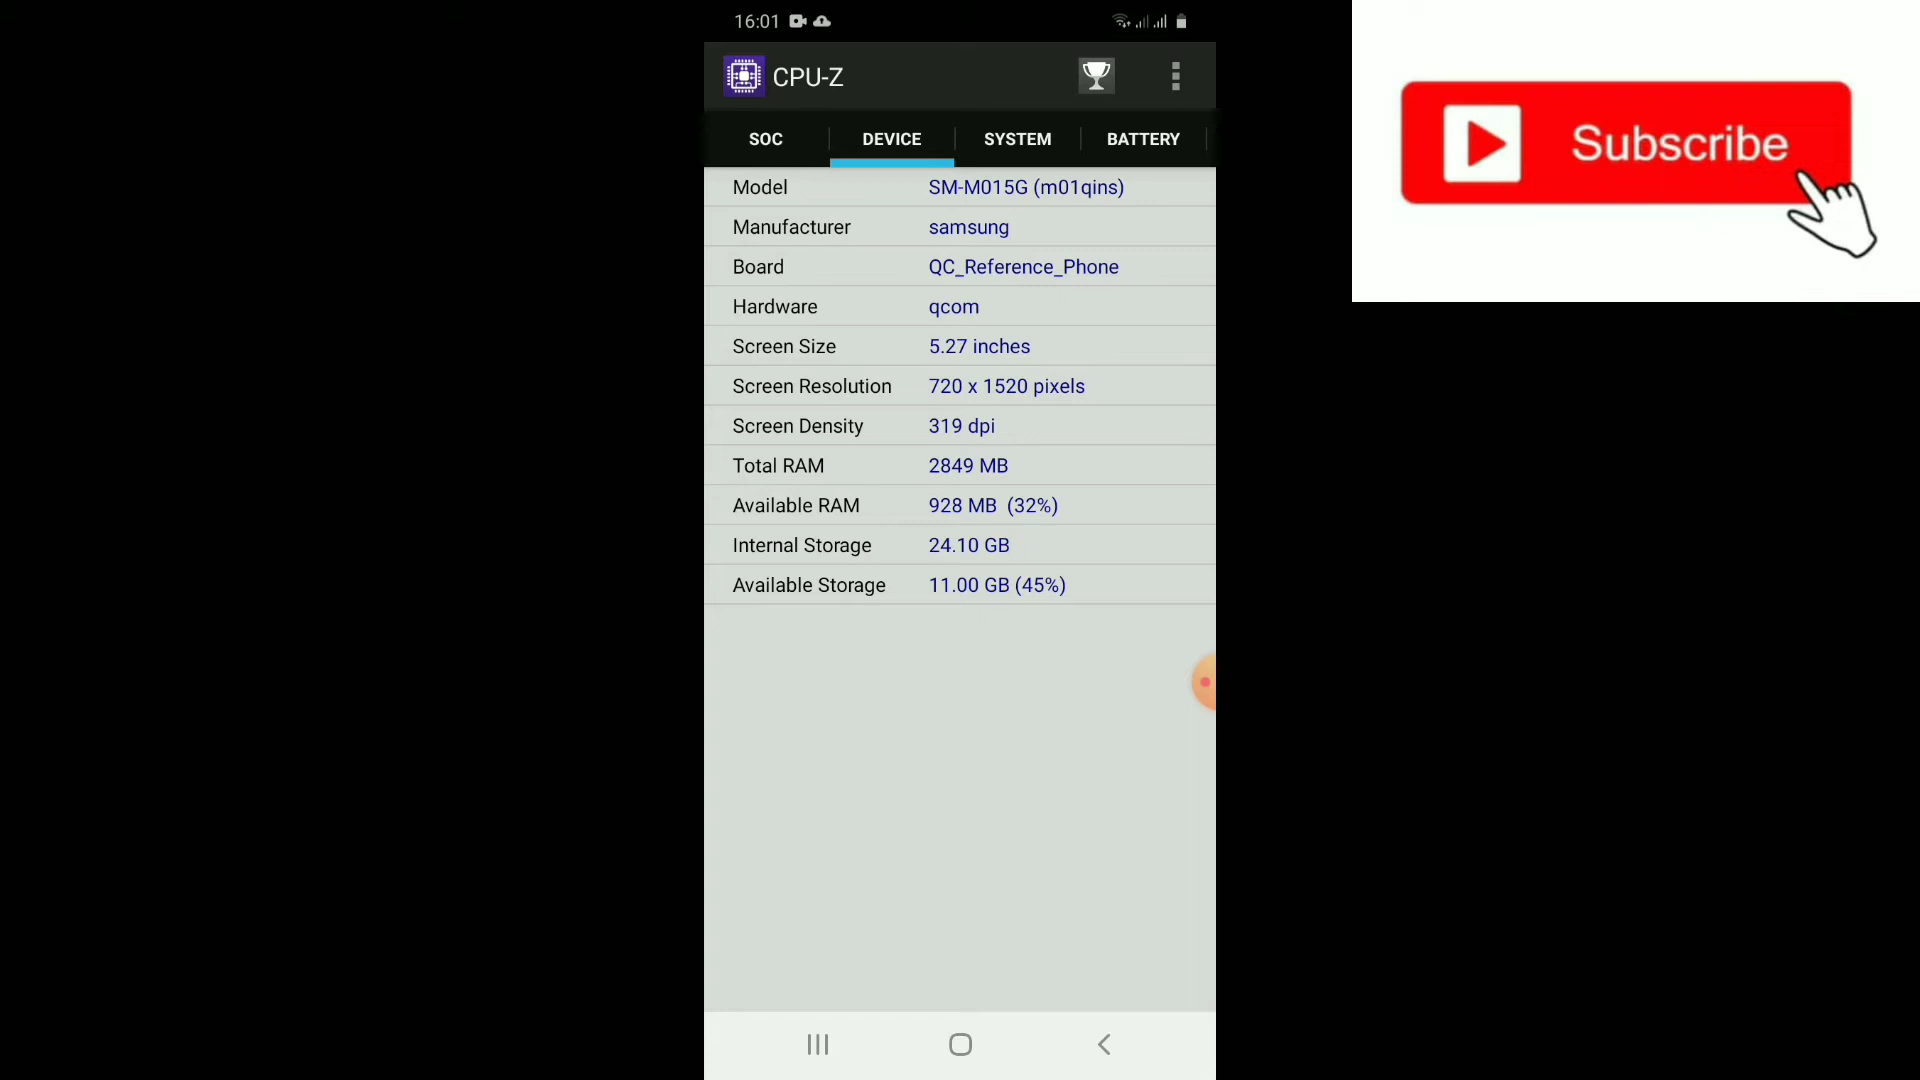 16:01
CPU-Z
SOC DEVICE SYSTEM BATTERY
Model SM-M015G (m01qins)
Manufacturer samsung
Board QC_Reference_Phone
Hardware qcom
Screen Size 5.27 inches
Screen Resolution 720 x 1520 pixels
Screen Density 319 dpi
Total RAM 2849 MB
Available RAM 928 MB (32%)
Internal Storage 24.10 GB
Available Storage 11.00 GB (45%)
Subscribe